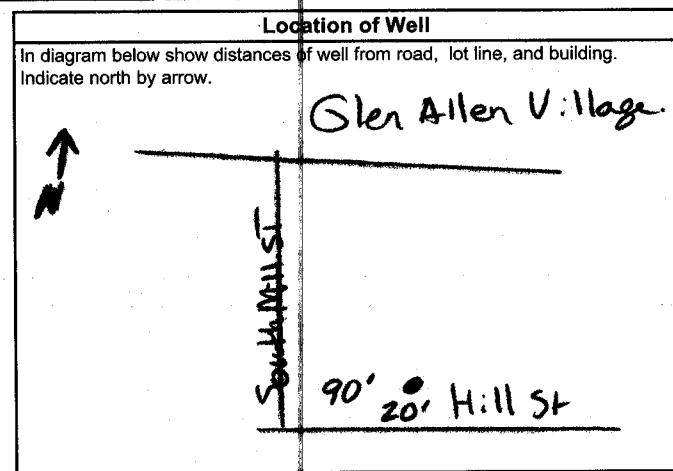 Location of Well
In diagram below show distances of well from road, lot line, and building.
Indicate north by arrow.
Glen Allen Village.
N
South Mill St
90'
20' Hill St